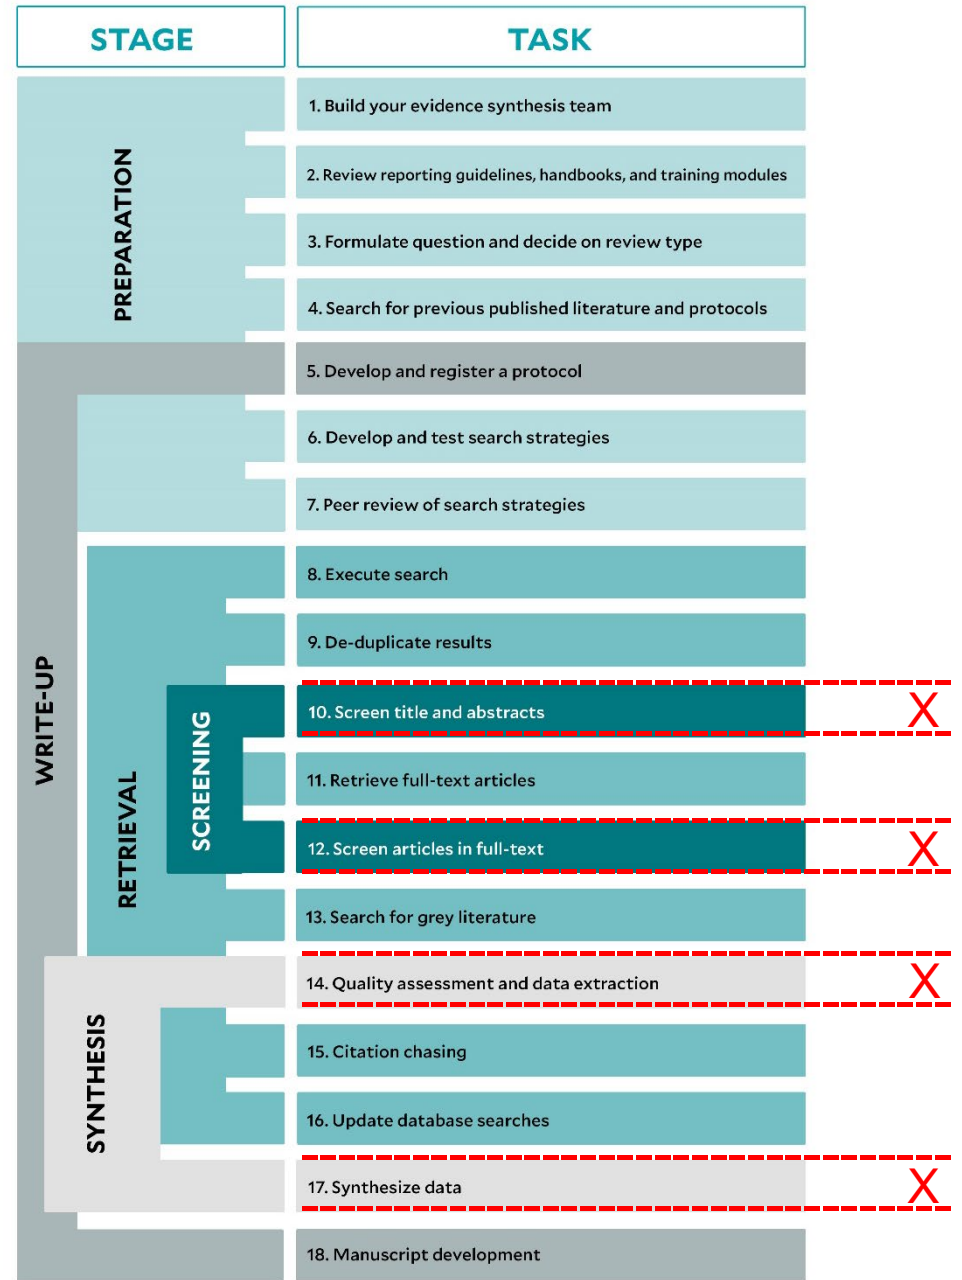 STAGE
TASK
PREPARATION
1. Build your evidence synthesis team
2. Review reporting guidelines, handbooks, and training modules
3. Formulate question and decide on review type
4. Search for previous published literature and protocols
WRITE-UP
5. Develop and register a protocol
6. Develop and test search strategies
7. Peer review of search strategies
RETRIEVAL
8. Execute search
9. De-duplicate results
SCREENING
10. Screen title and abstracts
X
11. Retrieve full-text articles
12. Screen articles in full-text
X
13. Search for grey literature
SYNTHESIS
14. Quality assessment and data extraction
X
15. Citation chasing
16. Update database searches
17. Synthesize data
X
18. Manuscript development